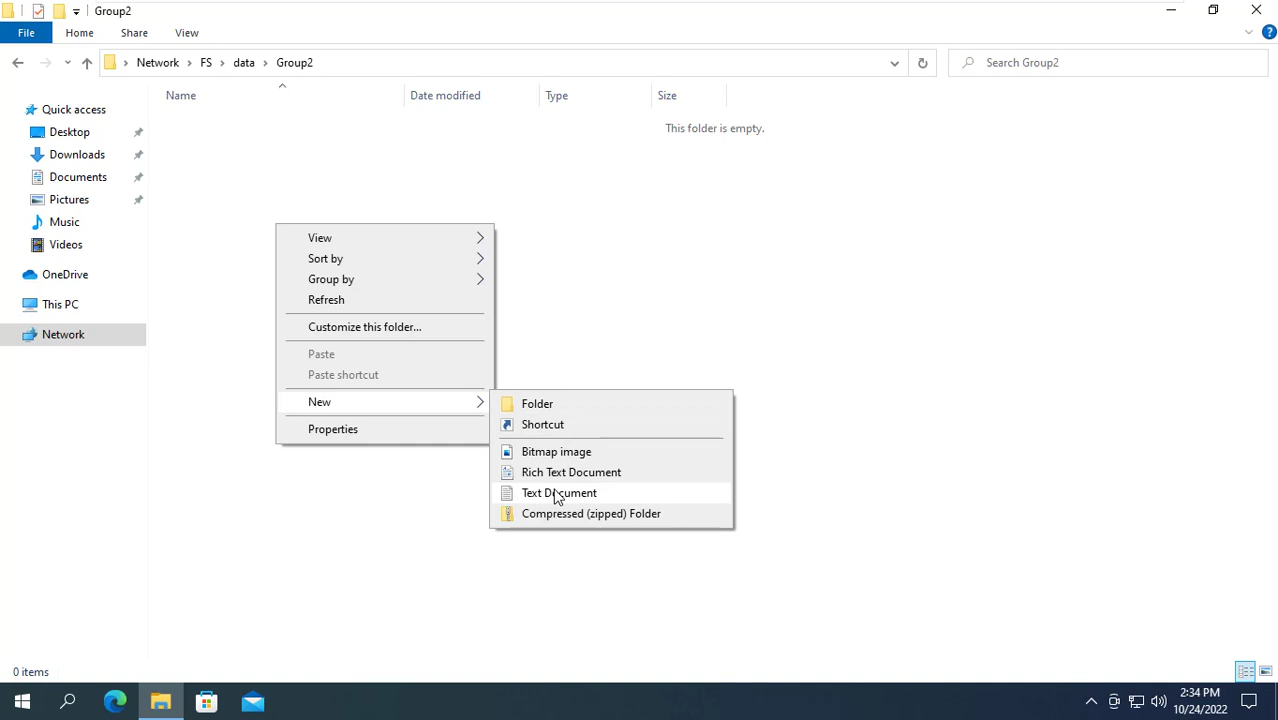 Group2
File Home Share View
Network FS data Group2 Search Group2
Name Date modified Type Size
This folder is empty.
Quick access
Desktop
Downloads
Documents
Pictures
Music
Videos
OneDrive
This PC
Network
View
Sort by
Group by
Refresh
Customize this folder...
Paste
Paste shortcut
New
Properties
Folder
Shortcut
Bitmap image
Rich Text Document
Text Document
Compressed (zipped) Folder
0 items
2:34 PM
10/24/2022